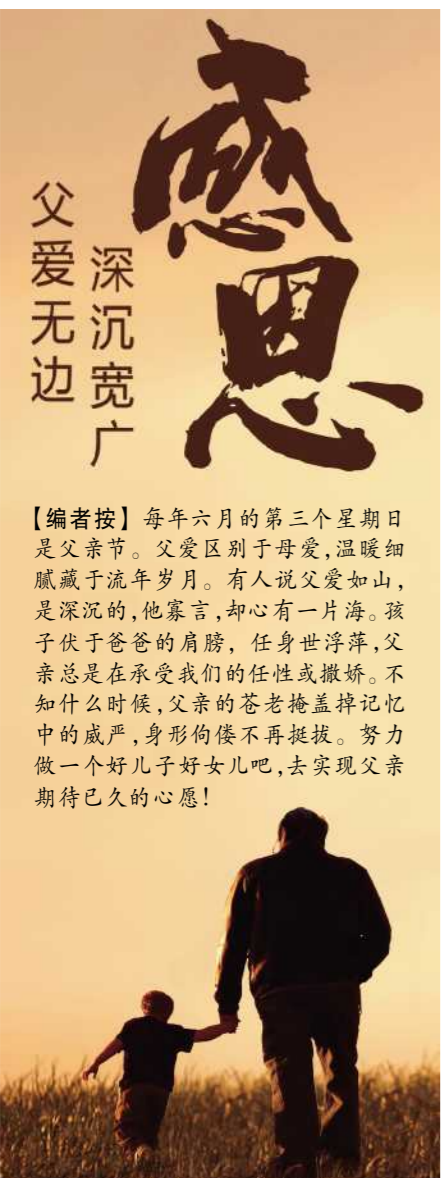 感恩
父爱无边
深沉宽广
【编者按】每年六月的第三个星期日
是父亲节。父爱区别于母爱,温暖细
腻藏于流年岁月。有人说父爱如山,
是深沉的,他寡言,却心有一片海。孩
子伏于爸爸的肩膀,任身世浮萍,父
亲总是在承受我们的任性或撒娇。不
知什么时候,父亲的苍老掩盖掉记忆
中的威严,身形佝偻不再挺拔。努力
做一个好儿子好女儿吧,去实现父亲
期待已久的心愿!